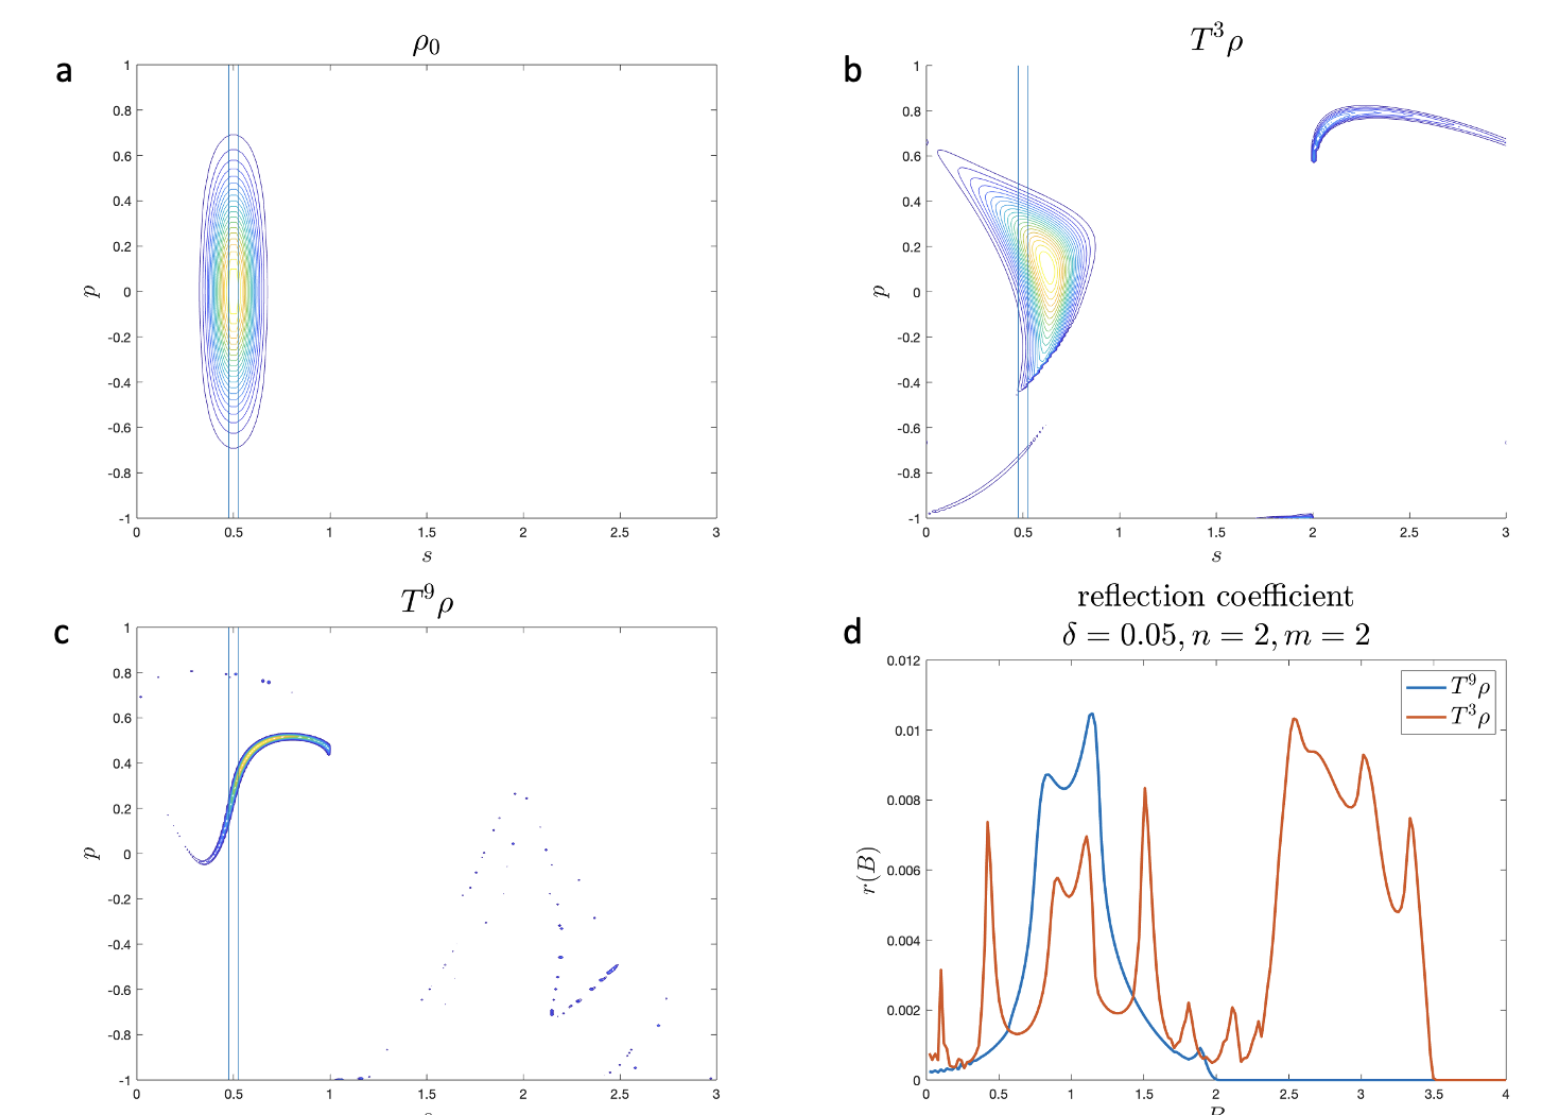 a
ρ₀
1
0.8
0.6
0.4
0.2
0
-0.2
-0.4
-0.6
-0.8
-1
p
0 0.5 1 1.5 2 2.5 3
s
b
T³ρ
1
0.8
0.6
0.4
0.2
0
-0.2
-0.4
-0.6
-0.8
-1
p
0 0.5 1 1.5 2 2.5 3
s
c
T⁹ρ
1
0.8
0.6
0.4
0.2
0
-0.2
-0.4
-0.6
-0.8
-1
p
0 0.5 1 1.5 2 2.5 3
d
reflection coefficient
δ = 0.05, n = 2, m = 2
0.012
0.01
0.008
0.006
0.004
0.002
0
r(B)
T⁹ρ
T³ρ
0 0.5 1 1.5 2 2.5 3 3.5 4
B